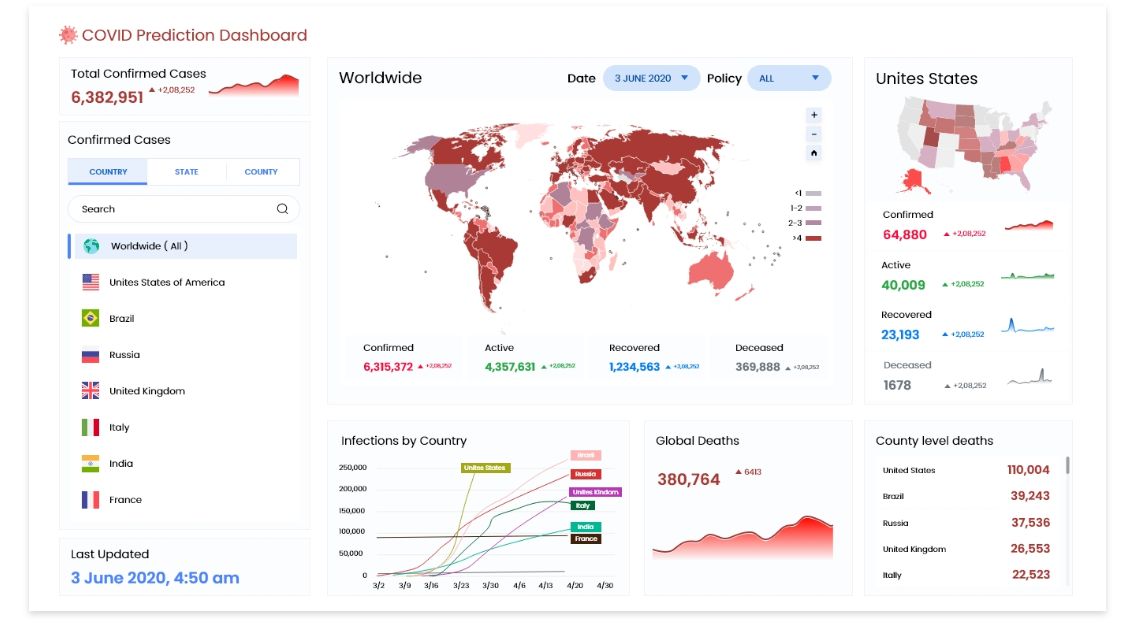 COVID Prediction Dashboard
Total Confirmed Cases
6,382,951 +2,08,252
Confirmed Cases
COUNTRY STATE COUNTY
Search
Worldwide ( All )
Unites States of America
Brazil
Russia
United Kingdom
Italy
India
France
Last Updated
3 June 2020, 4:50 am
Worldwide
Date 3 JUNE 2020 Policy ALL
+
−
<1
1-2
2-3
>4
Confirmed Active Recovered Deceased
6,315,372 +2,08,252 4,357,631 +2,08,252 1,234,563 +2,08,252 369,888 +2,08,252
Unites States
Confirmed
64,880 +2,08,252
Active
40,009 +2,08,252
Recovered
23,193 +2,08,252
Deceased
1678 +2,08,252
Infections by Country
250,000
200,000
150,000
100,000
50,000
0
3/2 3/9 3/16 3/23 3/30 4/6 4/13 4/20 4/30
Unites States
Brazil
Russia
Unites Kindom
Italy
India
France
Global Deaths
380,764 6413
County level deaths
United States 110,004
Brazil 39,243
Russia 37,536
United Kingdom 26,553
Itally 22,523